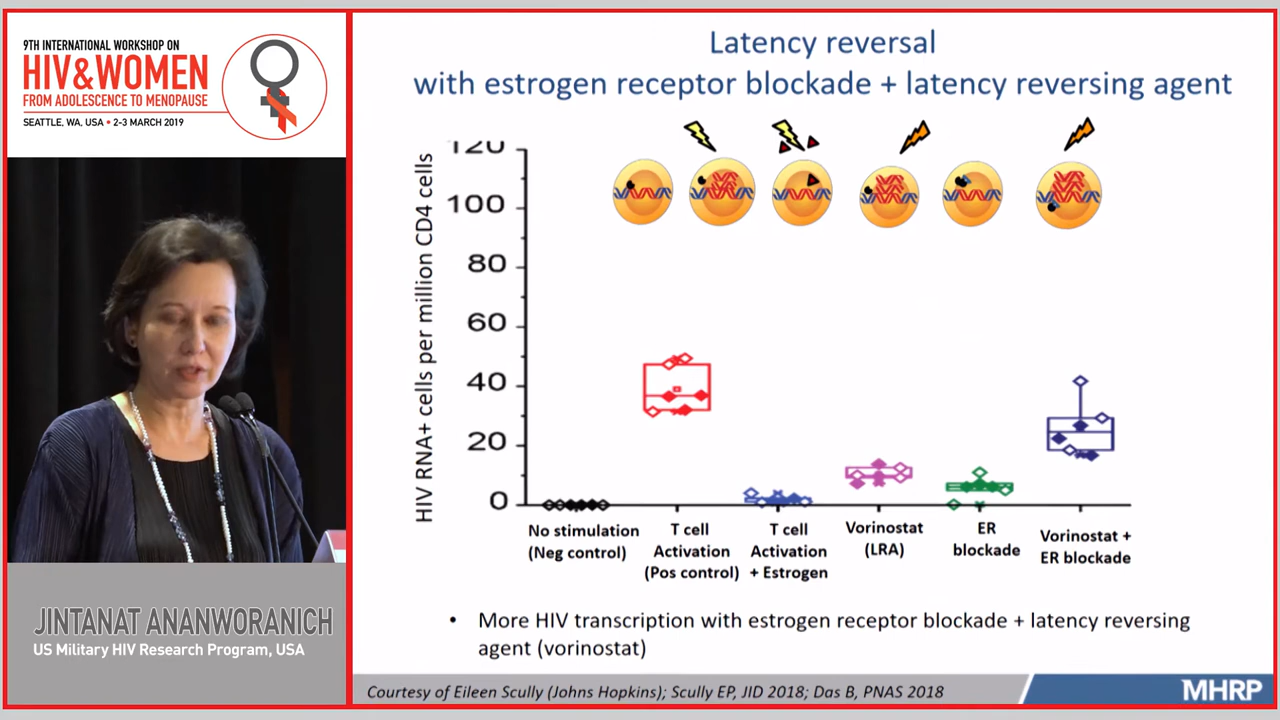 9TH INTERNATIONAL WORKSHOP ON
HIV&WOMEN
FROM ADOLESCENCE TO MENOPAUSE
SEATTLE, WA, USA • 2-3 MARCH 2019
JINTANAT ANANWORANICH
US Military HIV Research Program, USA
Latency reversal
with estrogen receptor blockade + latency reversing agent
HIV RNA+ cells per million CD4 cells
120
100
80
60
40
20
0
No stimulation
(Neg control)
T cell
Activation
(Pos control)
T cell
Activation
+ Estrogen
Vorinostat
(LRA)
ER
blockade
Vorinostat +
ER blockade
• More HIV transcription with estrogen receptor blockade + latency reversing
agent (vorinostat)
Courtesy of Eileen Scully (Johns Hopkins); Scully EP, JID 2018; Das B, PNAS 2018
MHRP